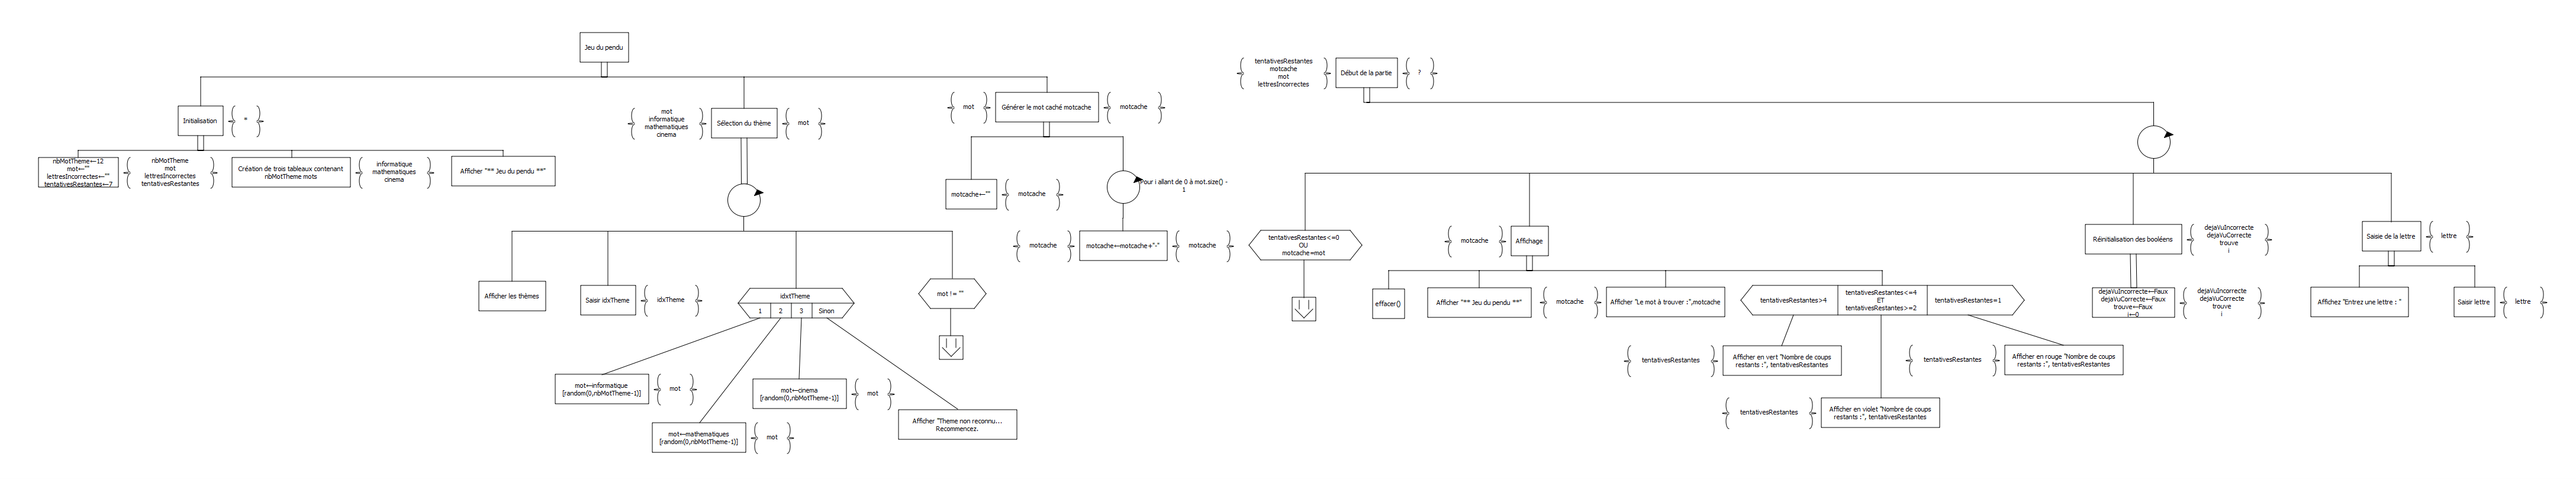 Jeu du pendu
Initialisation
=
nbMotTheme←12
mot←""
lettresIncorrectes←""
tentativesRestantes←7
nbMotTheme
mot
lettresIncorrectes
tentativesRestantes
Création de trois tableaux contenant
nbMotTheme mots
informatique
mathematiques
cinema
Afficher "** Jeu du pendu **"
mot
informatique
mathematiques
cinema
Sélection du thème
mot
Afficher les thèmes
Saisir idxTheme
idxTheme
idxtTheme
1
2
3
Sinon
mot != ""
mot←informatique
[random(0,nbMotTheme-1)]
mot
mot←mathematiques
[random(0,nbMotTheme-1)]
mot
mot←cinema
[random(0,nbMotTheme-1)]
mot
Afficher "Theme non reconnu...
Recommencez.
mot
Générer le mot caché motcache
motcache
motcache←""
motcache
Pour i allant de 0 à mot.size() -
1
motcache
motcache←motcache+"-"
motcache
tentativesRestantes
motcache
mot
lettresIncorrectes
Début de la partie
?
tentativesRestantes<=0
OU
motcache=mot
motcache
Affichage
effacer()
Afficher "** Jeu du pendu **"
motcache
Afficher "Le mot à trouver :",motcache
tentativesRestantes>4
tentativesRestantes<=4
ET
tentativesRestantes>=2
tentativesRestantes=1
tentativesRestantes
Afficher en vert "Nombre de coups
restants :", tentativesRestantes
tentativesRestantes
Afficher en violet "Nombre de coups
restants :", tentativesRestantes
tentativesRestantes
Afficher en rouge "Nombre de coups
restants :", tentativesRestantes
Réinitialisation des booléens
dejaVuIncorrecte
dejaVuCorrecte
trouve
i
dejaVuIncorrecte←Faux
dejaVuCorrecte←Faux
trouve←Faux
i←0
dejaVuIncorrecte
dejaVuCorrecte
trouve
i
Saisie de la lettre
lettre
Affichez "Entrez une lettre : "
Saisir lettre
lettre